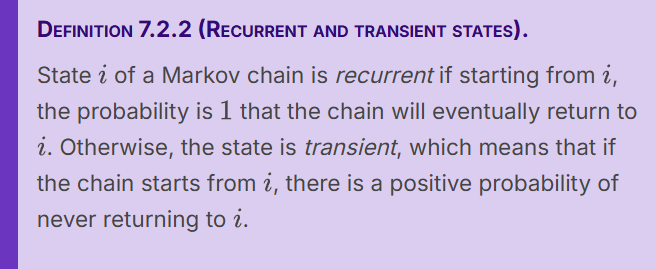 DEFINITION 7.2.2 (RECURRENT AND TRANSIENT STATES).
State i of a Markov chain is recurrent if starting from i,
the probability is 1 that the chain will eventually return to
i. Otherwise, the state is transient, which means that if
the chain starts from i, there is a positive probability of
never returning to i.